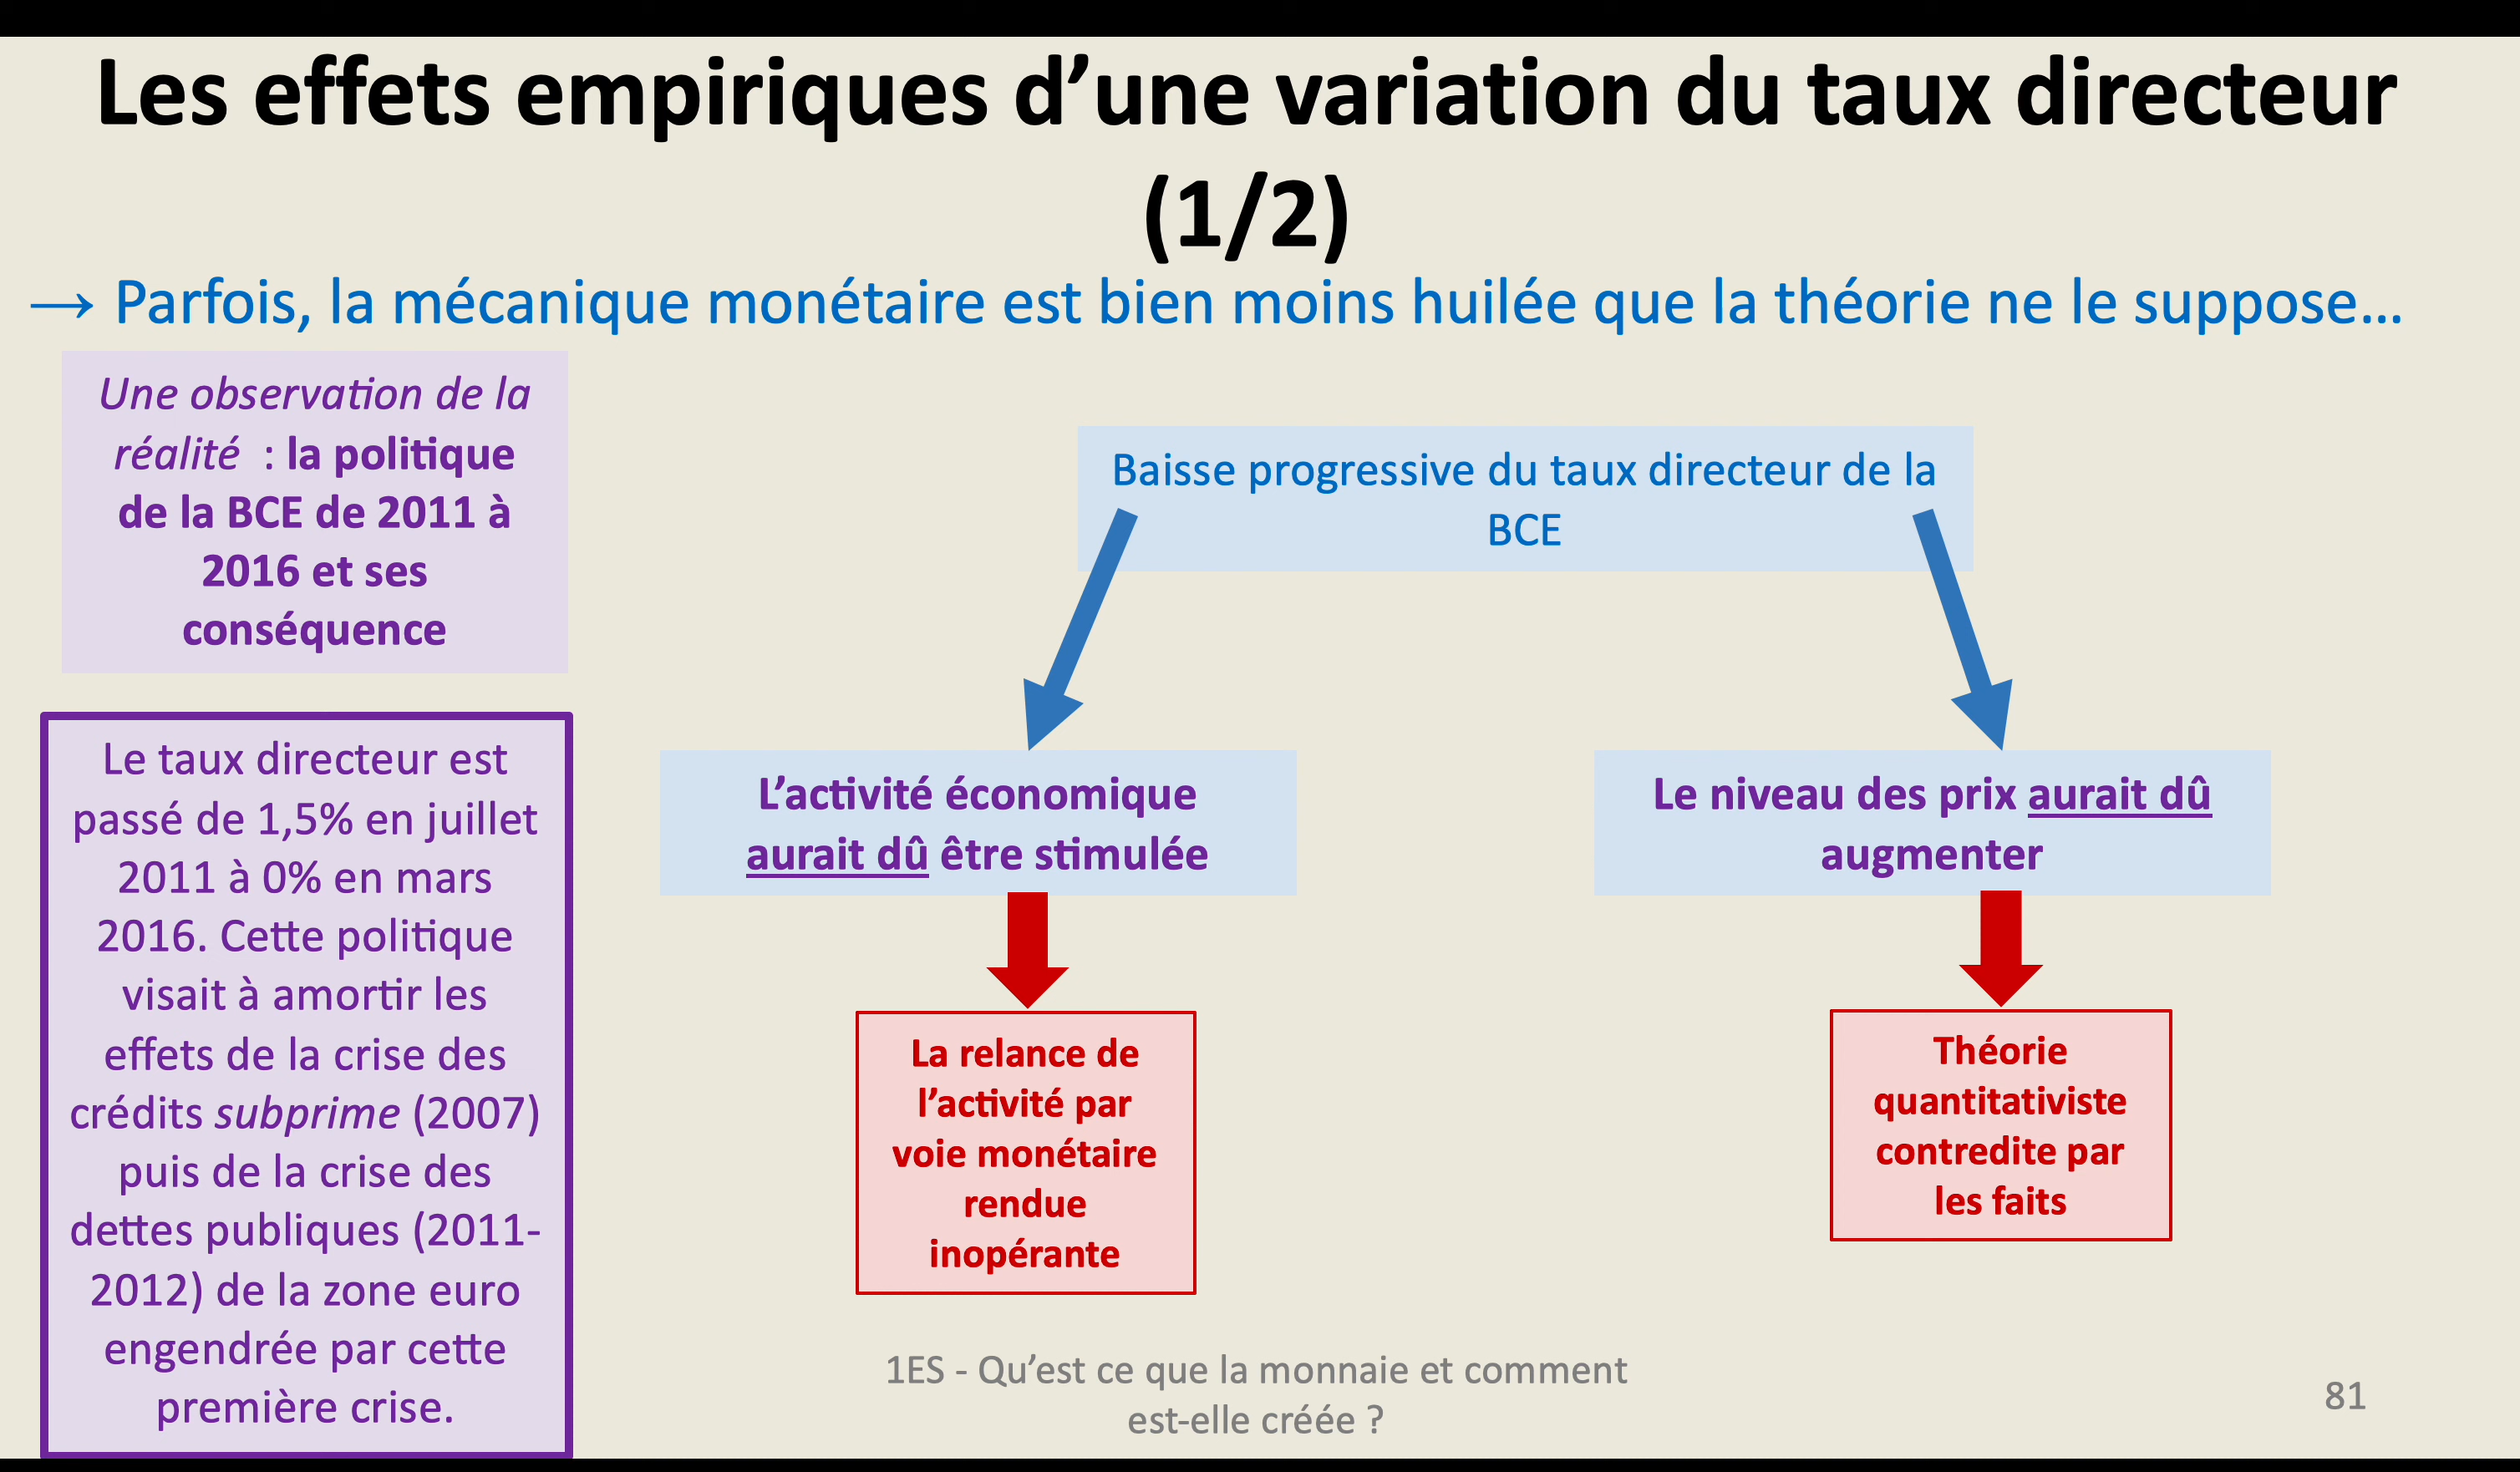 Les effets empiriques d’une variation du taux directeur
(1/2)
→ Parfois, la mécanique monétaire est bien moins huilée que la théorie ne le suppose…
Une observation de la
réalité  : la politique
de la BCE de 2011 à
2016 et ses
conséquence
Le taux directeur est
passé de 1,5% en juillet
2011 à 0% en mars
2016. Cette politique
visait à amortir les
effets de la crise des
crédits subprime (2007)
puis de la crise des
dettes publiques (2011-
2012) de la zone euro
engendrée par cette
première crise.
Baisse progressive du taux directeur de la
BCE
L’activité économique
aurait dû être stimulée
La relance de
l’activité par
voie monétaire
rendue
inopérante
Le niveau des prix aurait dû
augmenter
Théorie
quantitativiste
contredite par
les faits
1ES - Qu’est ce que la monnaie et comment
est-elle créée ?
81